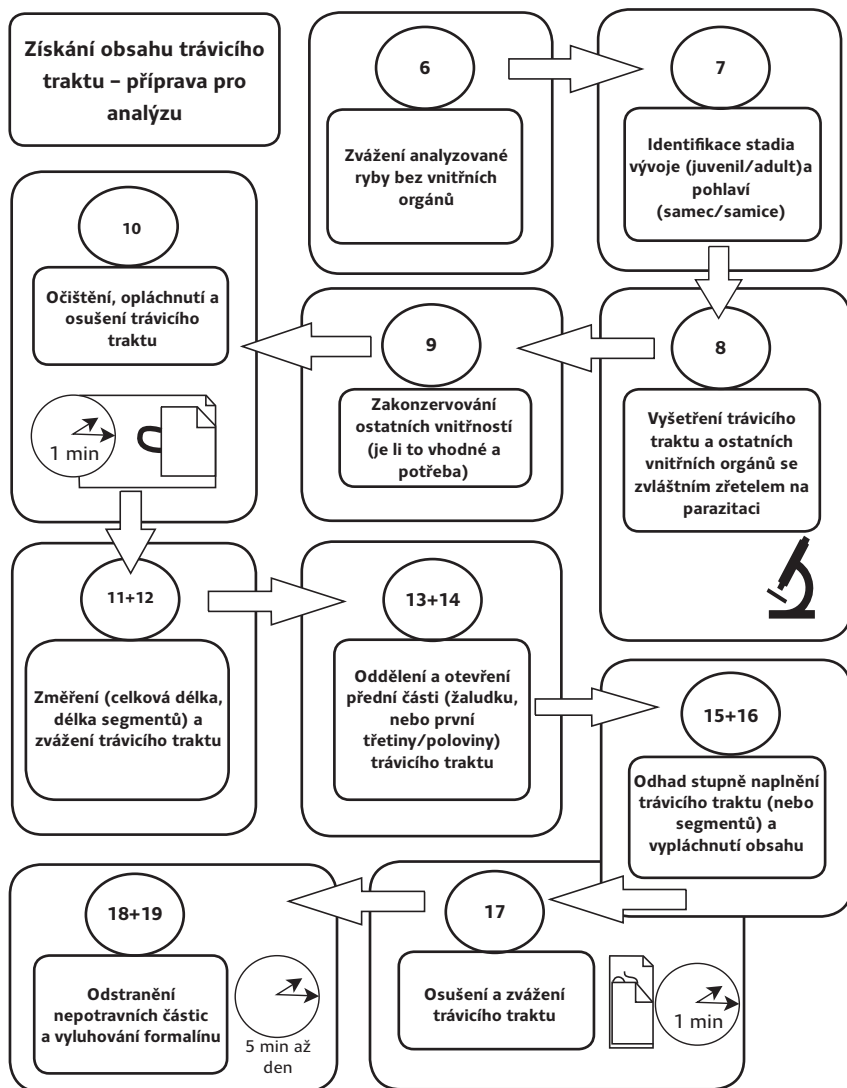 Získání obsahu trávicího
traktu – příprava pro
analýzu
6
Zvážení analyzované
ryby bez vnitřních
orgánů
7
Identifikace stadia
vývoje (juvenil/adult)a
pohlaví
(samec/samice)
8
Vyšetření trávicího
traktu a ostatních
vnitřních orgánů se
zvláštním zřetelem na
parazitaci
9
Zakonzervování
ostatních vnitřností
(je li to vhodné a
potřeba)
10
Očištění, opláchnutí a
osušení trávicího
traktu
1 min
11+12
Změření (celková délka,
délka segmentů) a
zvážení trávicího traktu
13+14
Oddělení a otevření
přední části (žaludku,
nebo první
třetiny/poloviny)
trávicího traktu
15+16
Odhad stupně naplnění
trávicího traktu (nebo
segmentů) a
vypláchnutí obsahu
17
Osušení a zvážení
trávicího traktu
1 min
18+19
Odstranění
nepotravních částic
a vyluhování formalínu
5 min až
den